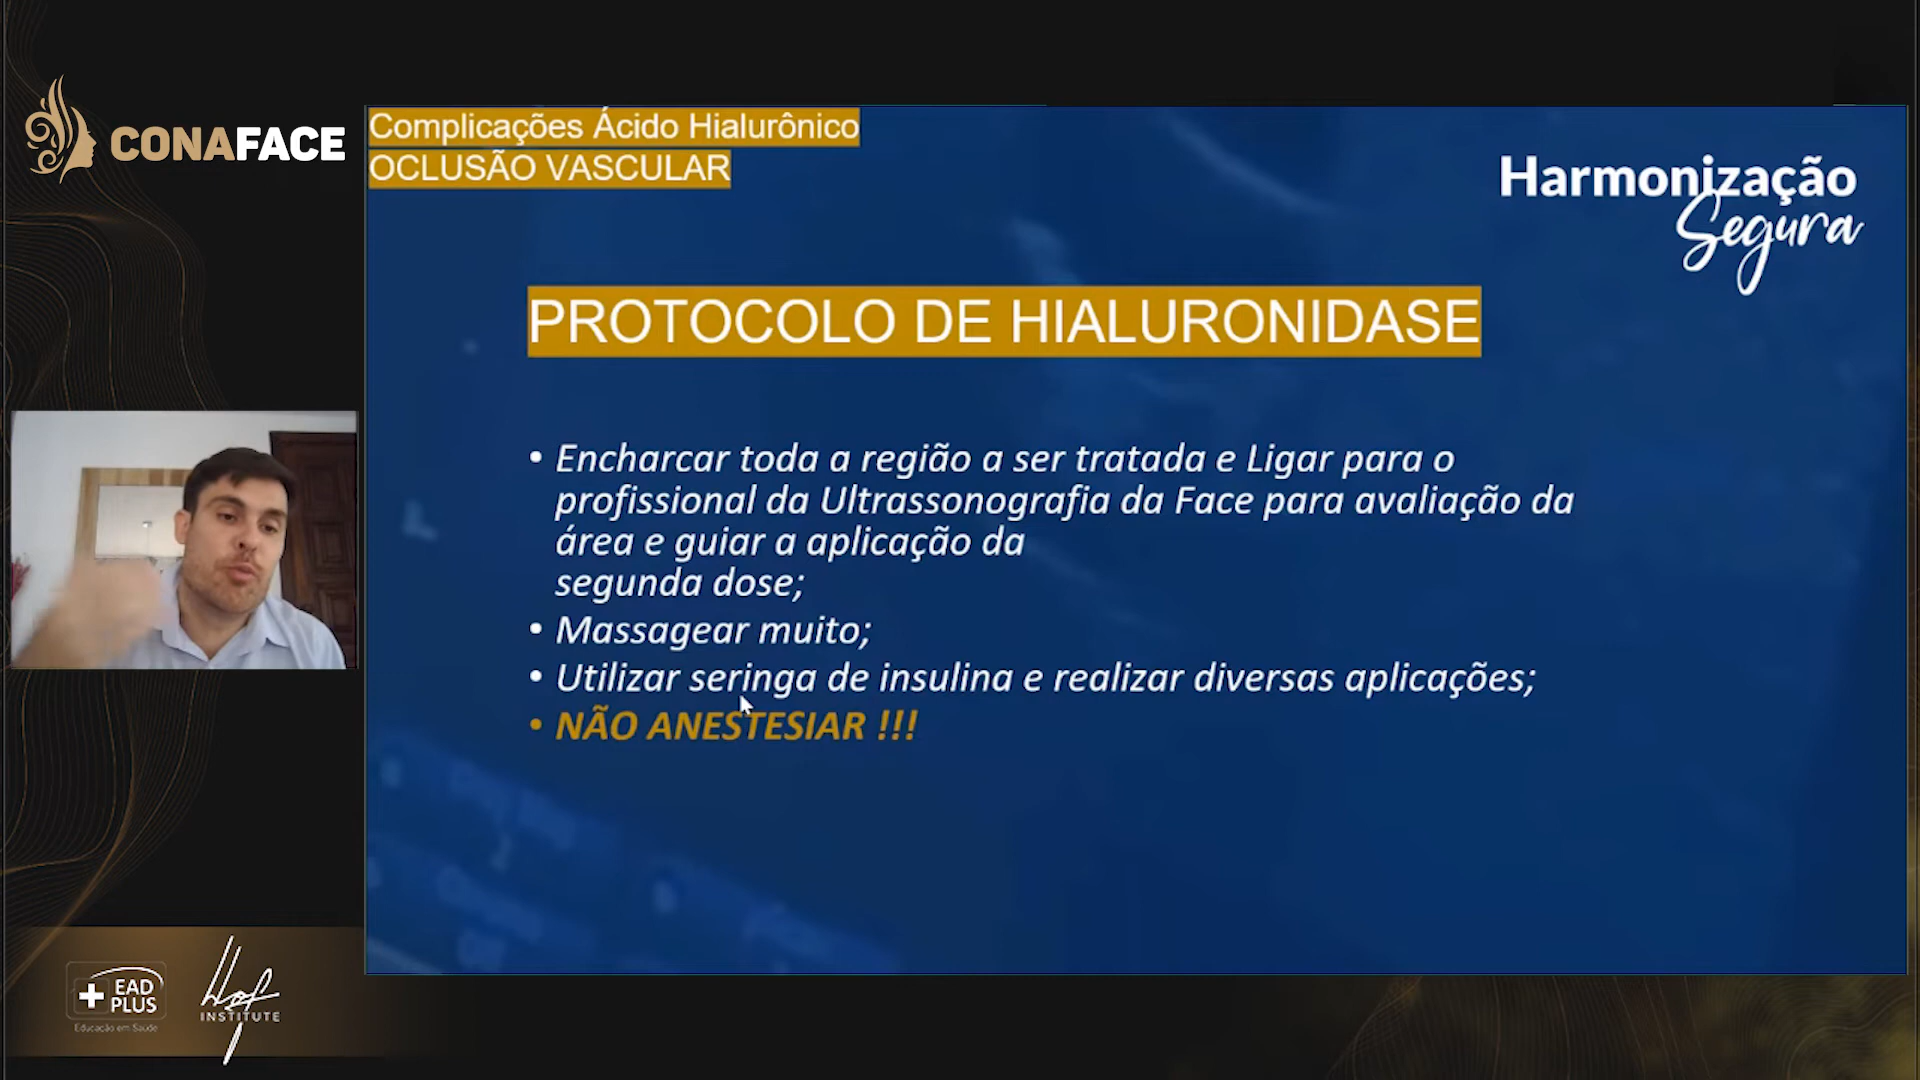 CONAFACE
Complicações Ácido Hialurônico
OCLUSÃO VASCULAR
Harmonização
Segura
PROTOCOLO DE HIALURONIDASE
• Encharcar toda a região a ser tratada e Ligar para o
profissional da Ultrassonografia da Face para avaliação da
área e guiar a aplicação da
segunda dose;
• Massagear muito;
• Utilizar seringa de insulina e realizar diversas aplicações;
• NÃO ANESTESIAR !!!
EAD
PLUS
Educação em Saúde
Hof
INSTITUTE